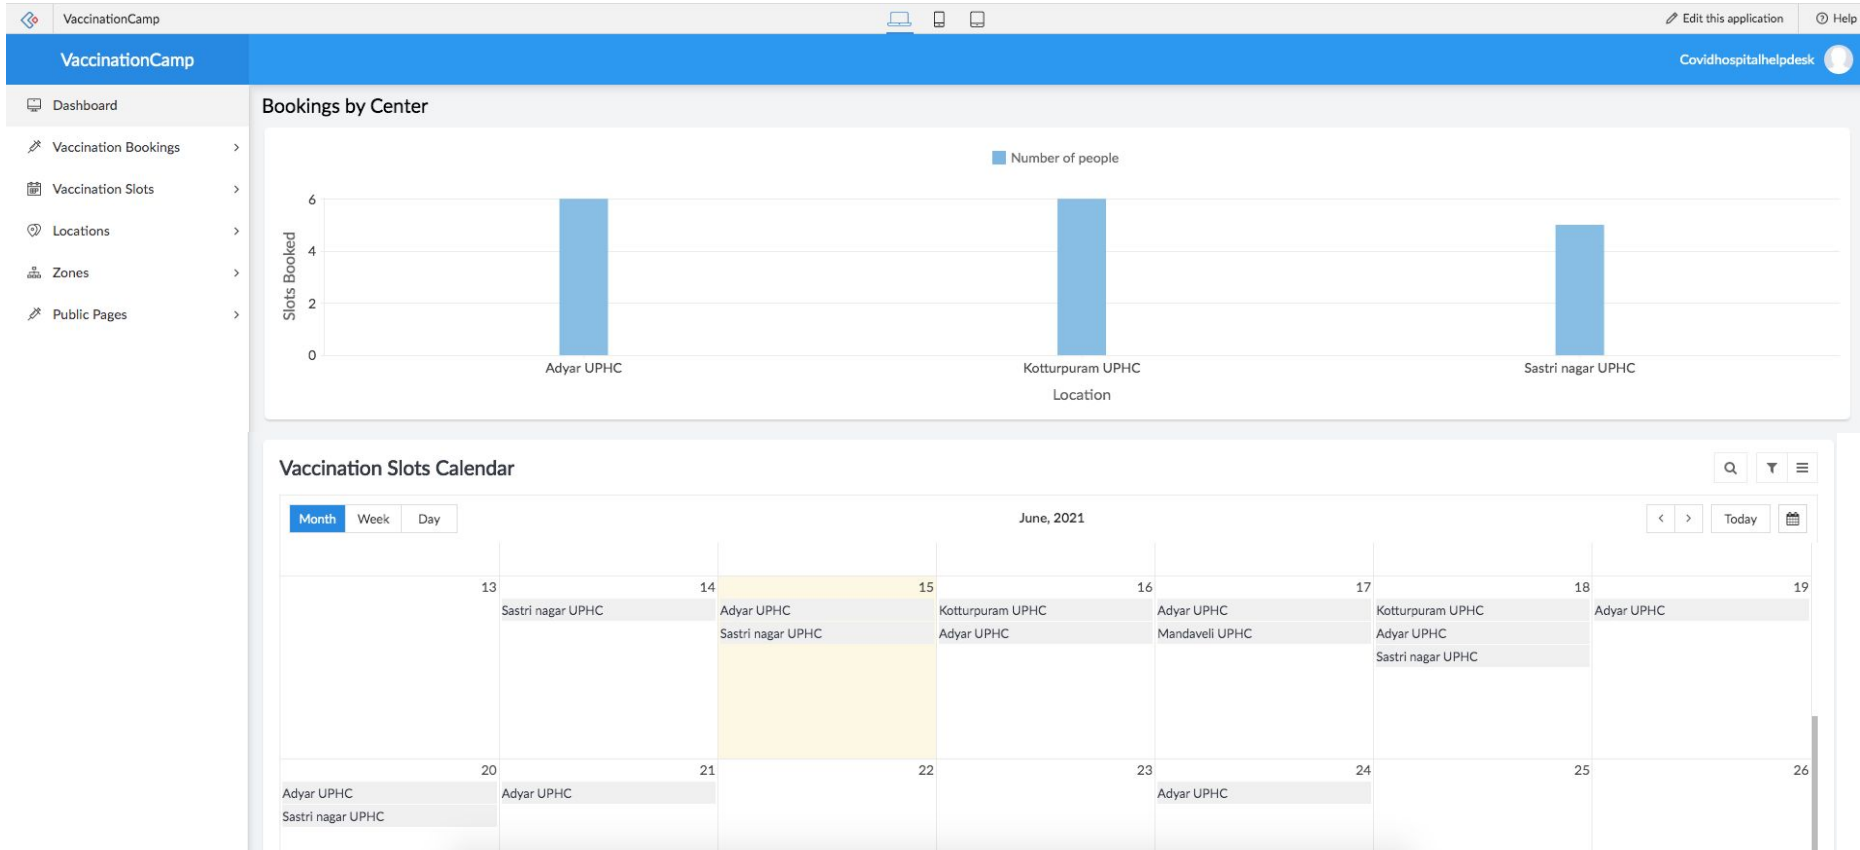 VaccinationCamp
Edit this application
Help
VaccinationCamp
Covidhospitalhelpdesk
Dashboard
Vaccination Bookings
Vaccination Slots
Locations
Zones
Public Pages
Bookings by Center
Number of people
Slots Booked
6
4
2
0
Adyar UPHC
Kotturpuram UPHC
Sastri nagar UPHC
Location
Vaccination Slots Calendar
Month
Week
Day
June, 2021
Today
13
14
15
16
17
18
19
Sastri nagar UPHC
Adyar UPHC
Kotturpuram UPHC
Adyar UPHC
Kotturpuram UPHC
Adyar UPHC
Sastri nagar UPHC
Adyar UPHC
Mandaveli UPHC
Adyar UPHC
Sastri nagar UPHC
20
21
22
23
24
25
26
Adyar UPHC
Adyar UPHC
Adyar UPHC
Sastri nagar UPHC